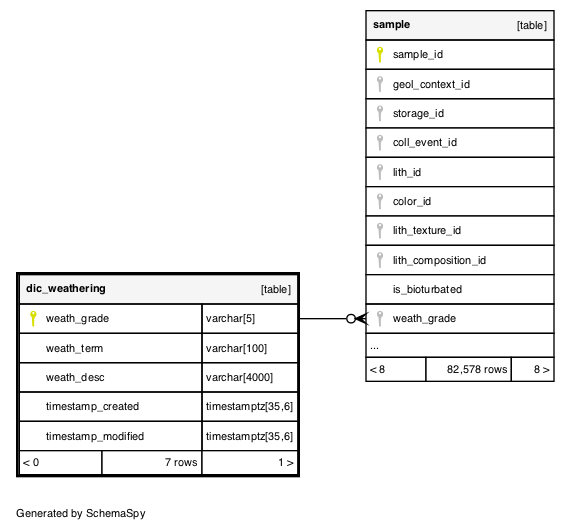 sample [table]
sample_id
geol_context_id
storage_id
coll_event_id
lith_id
color_id
lith_texture_id
lith_composition_id
is_bioturbated
weath_grade
...
< 8 82,578 rows 8 >
dic_weathering [table]
weath_grade varchar[5]
weath_term varchar[100]
weath_desc varchar[4000]
timestamp_created timestamptz[35,6]
timestamp_modified timestamptz[35,6]
< 0 7 rows 1 >
Generated by SchemaSpy